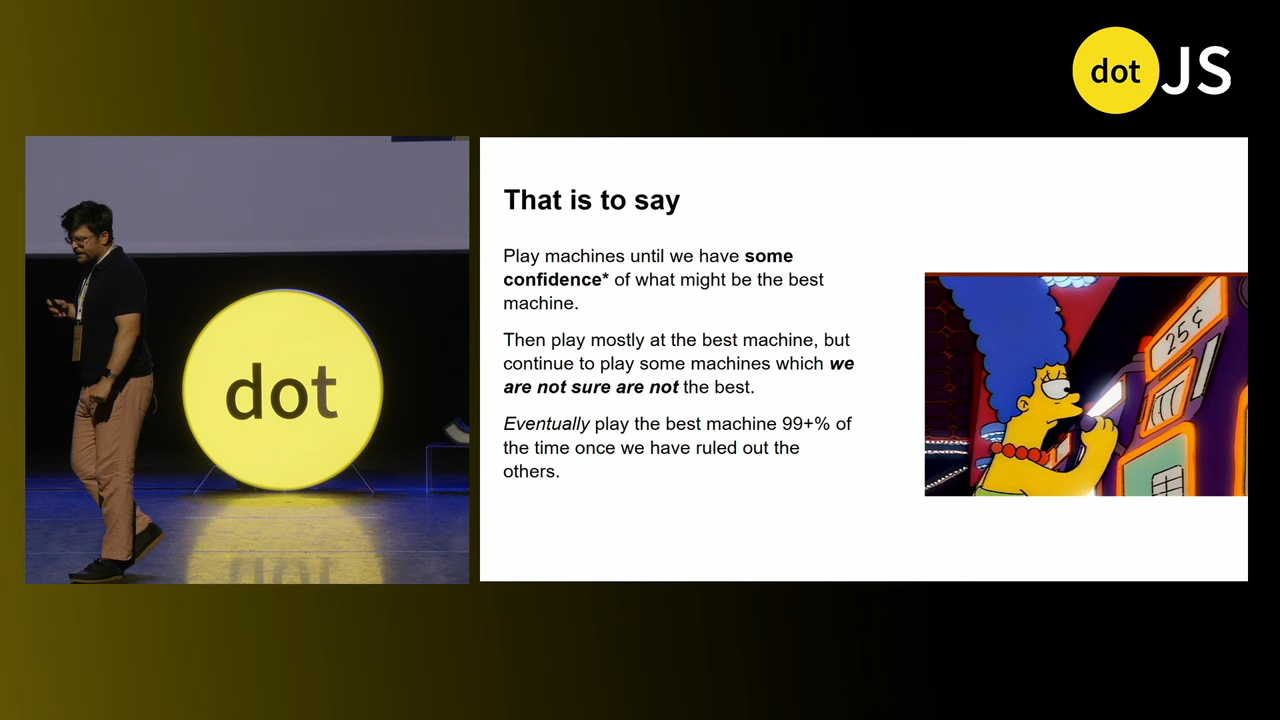 dot JS
dot
That is to say
Play machines until we have some
confidence* of what might be the best
machine.
Then play mostly at the best machine, but
continue to play some machines which we
are not sure are not the best.
Eventually play the best machine 99+% of
the time once we have ruled out the
others.
25¢